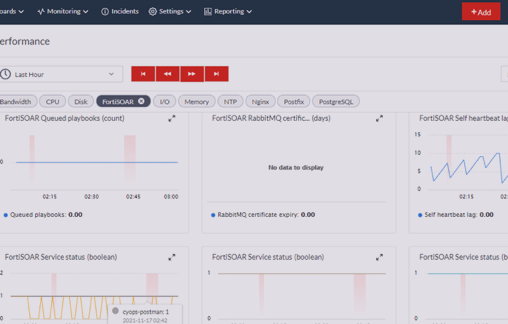 oards Monitoring Incidents Settings Reporting +Add
erformance
Last Hour
Bandwidth CPU Disk FortiSOAR I/O Memory NTP Nginx Postfix PostgreSQL
FortiSOAR Queued playbooks (count) FortiSOAR RabbitMQ certific... (days) FortiSOAR Self heartbeat lag
0 No data to display 15
10
5
0
02:15 02:30 02:45 03:00 02:15
Queued playbooks: 0.00 RabbitMQ certificate expiry: 0.00 Self heartbeat lag: 0.00
FortiSOAR Service status (boolean) FortiSOAR Service status (boolean) FortiSOAR Service status (b
2 1 1
1
0
cyops-postman: 1
2021-11-17 02:42